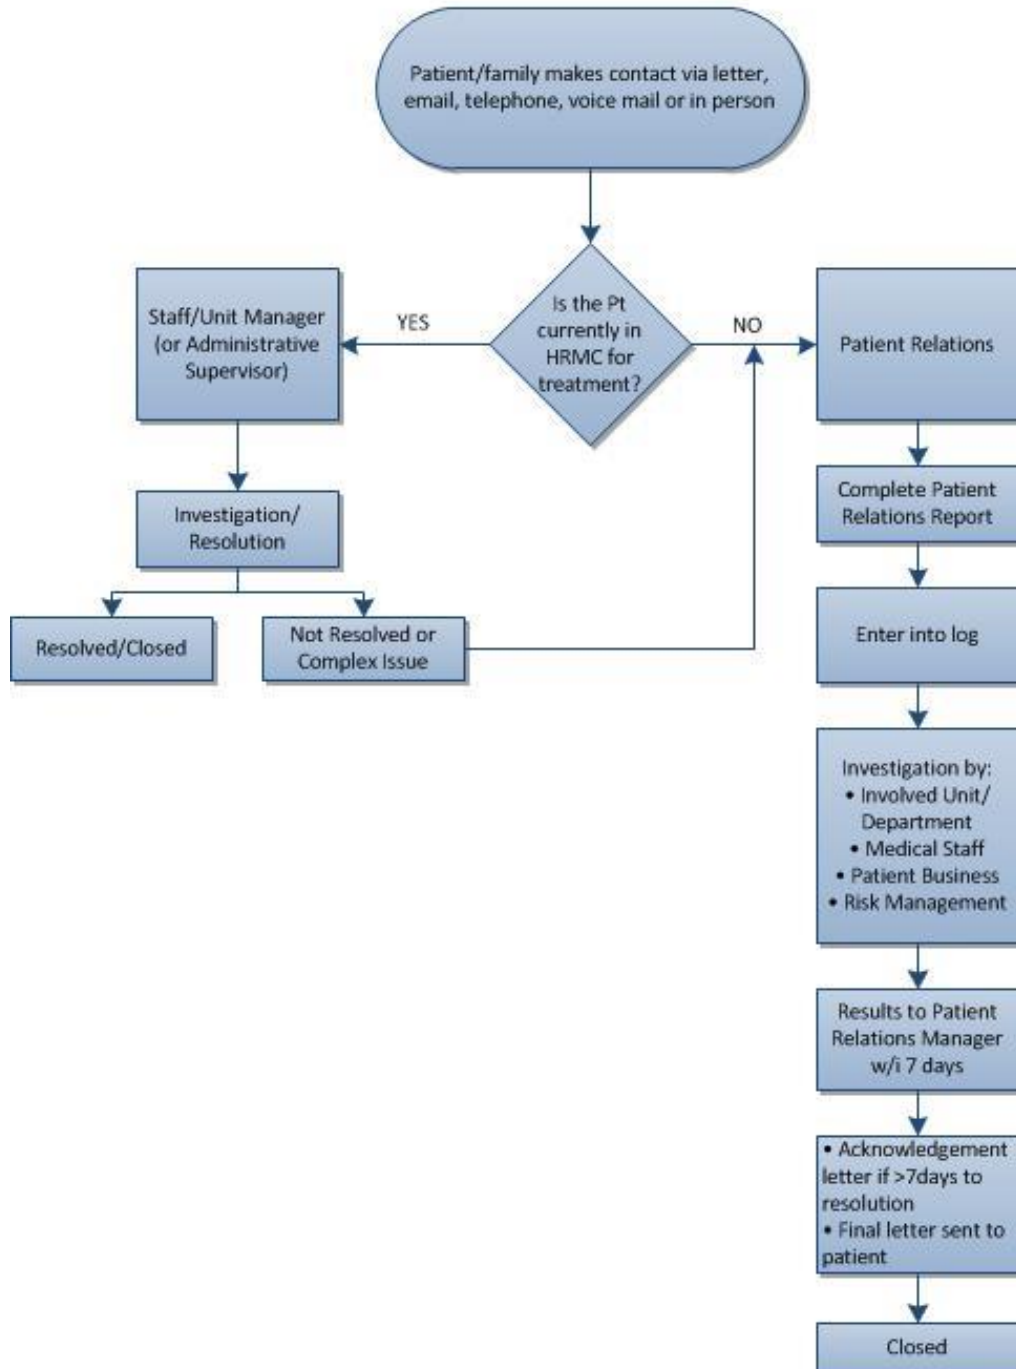 Patient/family makes contact via letter,
email, telephone, voice mail or in person
Is the Pt
currently in
HRMC for
treatment?
YES
NO
Staff/Unit Manager
(or Administrative
Supervisor)
Investigation/
Resolution
Resolved/Closed
Not Resolved or
Complex Issue
Patient Relations
Complete Patient
Relations Report
Enter into log
Investigation by:
• Involved Unit/
Department
• Medical Staff
• Patient Business
• Risk Management
Results to Patient
Relations Manager
w/i 7 days
• Acknowledgement
letter if >7days to
resolution
• Final letter sent to
patient
Closed